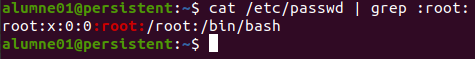 alumne01@persistent:~$ cat /etc/passwd | grep :root:
root:x:0:0:root:/root:/bin/bash
alumne01@persistent:~$